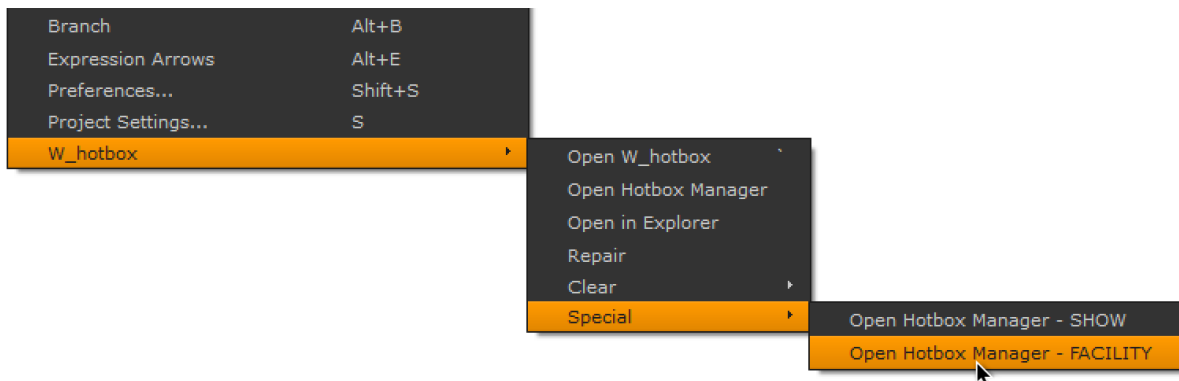 Branch Alt+B
Expression Arrows Alt+E
Preferences... Shift+S
Project Settings... S
W_hotbox
Open W_hotbox `
Open Hotbox Manager
Open in Explorer
Repair
Clear
Special
Open Hotbox Manager - SHOW
Open Hotbox Manager - FACILITY